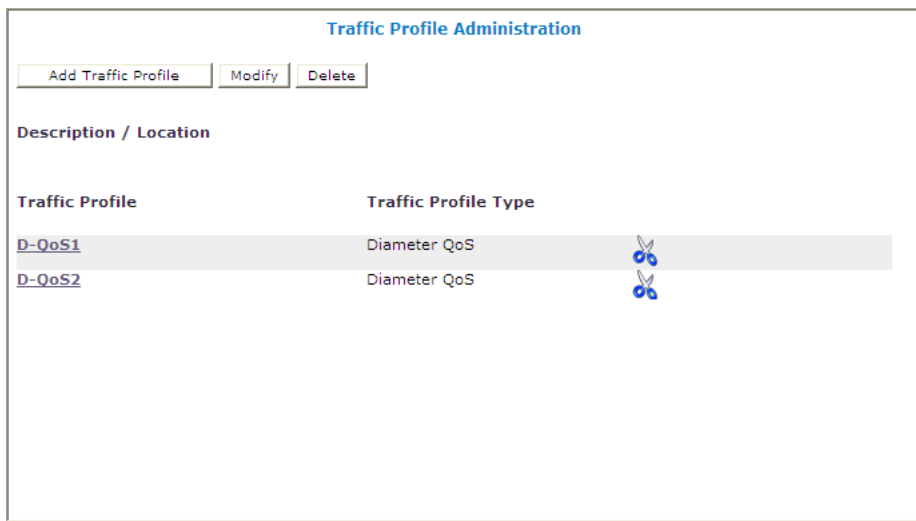 Traffic Profile Administration
Add Traffic Profile Modify Delete
Description / Location
Traffic Profile Traffic Profile Type
D-QoS1 Diameter QoS
D-QoS2 Diameter QoS